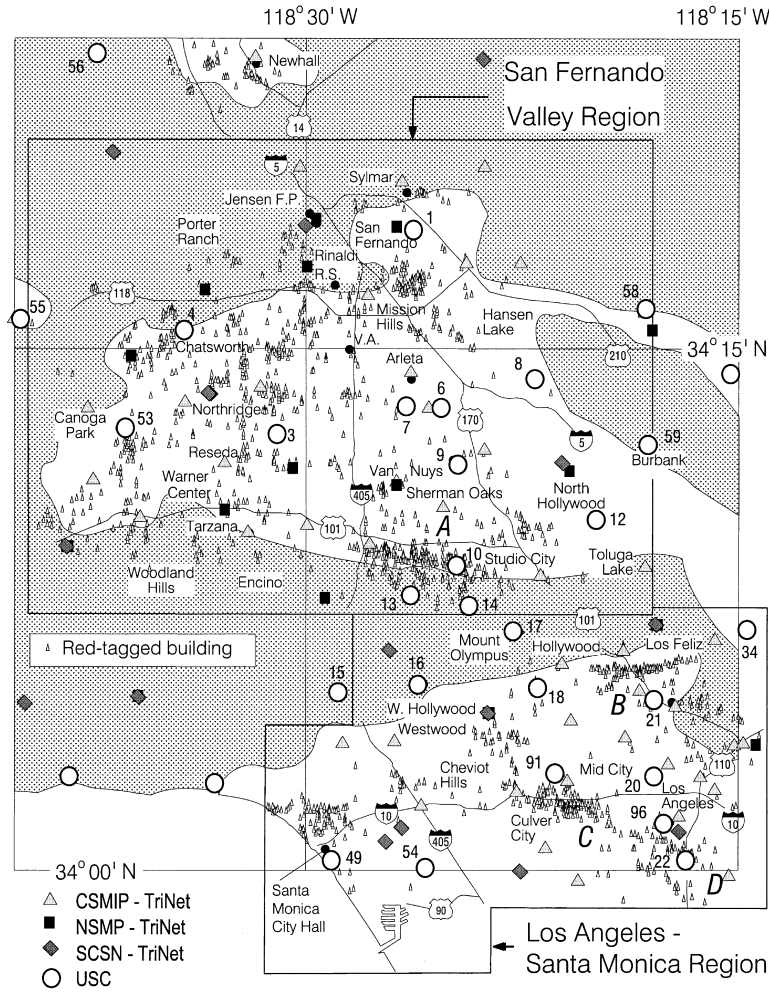 118° 30' W
118° 15' W
56
Newhall
San Fernando
Valley Region
14
5
Sylmar
Jensen F.P.
1
Porter
Ranch
San
Fernando
Rinaldi
R.S.
55
118
58
4
Mission
Hills
Hansen
Lake
V.A.
Chatsworth
210
34° 15' N
Arleta
8
6
Northridge
7
170
Canoga
Park
53
3
5
59
Burbank
Reseda
9
Warner
Center
Van Nuys
North
Hollywood
405
Sherman Oaks
12
Tarzana
101
A
10
Studio City
Toluga
Lake
Woodland
Hills
Encino
13
14
101
17
Mount
Olympus
Hollywood
Los Feliz
34
Red-tagged building
15
16
18
W. Hollywood
B
21
Westwood
110
Cheviot
Hills
91
Mid City
20
Los
Angeles
96
10
Culver
City
C
10
405
49
54
22
D
34° 00' N
Santa
Monica
City Hall
90
CSMIP - TriNet
NSMP - TriNet
SCSN - TriNet
USC
Los Angeles -
Santa Monica Region